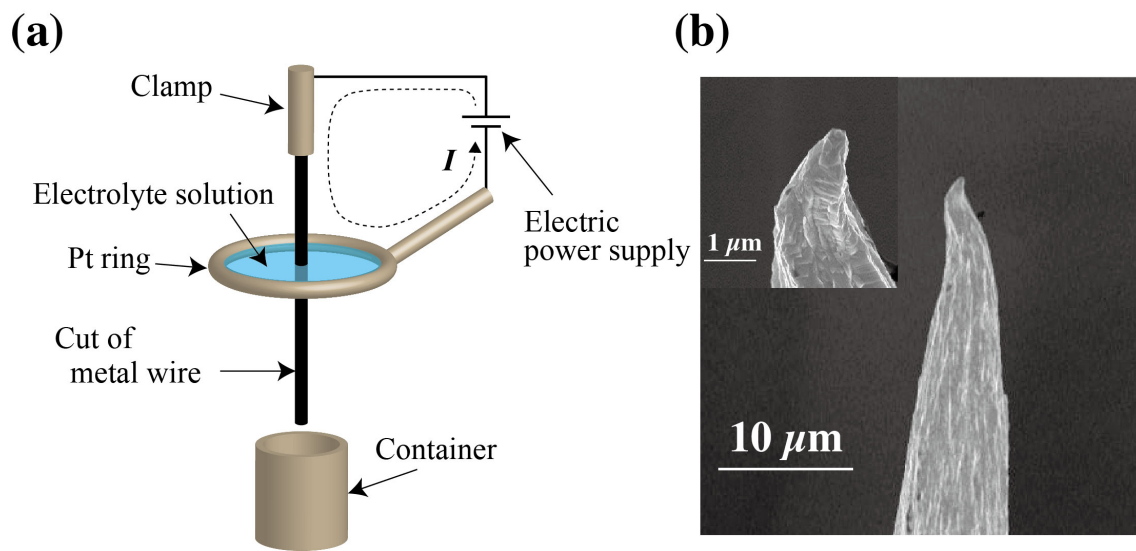 (a)
Clamp
Electrolyte solution
Pt ring
I
Electric
power supply
Cut of
metal wire
Container
(b)
1 µm
10 µm